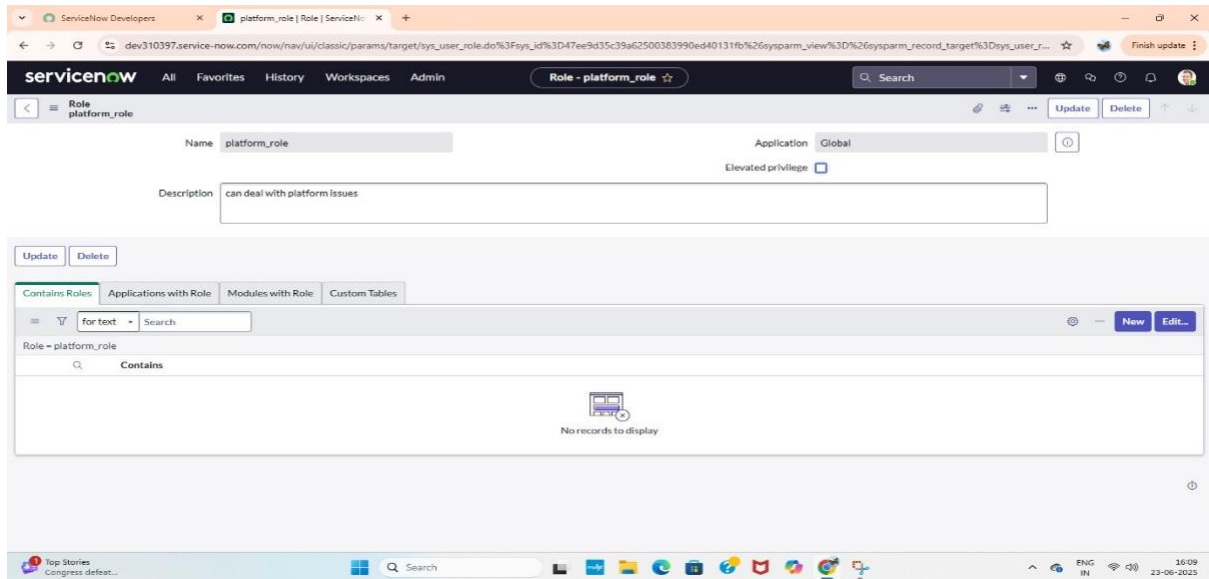 ServiceNow Developers
platform_role | Role | ServiceNo
dev310397.service-now.com/now/nav/ui/classic/params/target/sys_user_role.do%3Fsys_id%3D47ee9d35c39a62500383990ed40131fb%26sysparm_view%3D%26sysparm_record_target%3Dsys_user_r... Finish update
servicenow All Favorites History Workspaces Admin Role - platform_role Search
Role
platform_role
Update Delete
Name platform_role Application Global
Elevated privilege
Description can deal with platform issues
Update Delete
Contains Roles Applications with Role Modules with Role Custom Tables
for text Search New Edit...
Role = platform_role
Contains
No records to display
Top Stories
Congress defeat...
Search
ENG
IN
16:09
23-06-2025